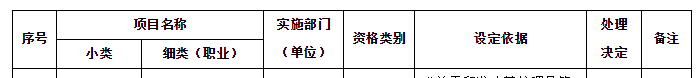 序号 项目名称 实施部门（单位） 资格类别 设定依据 处理决定 备注
小类 细类（职业）